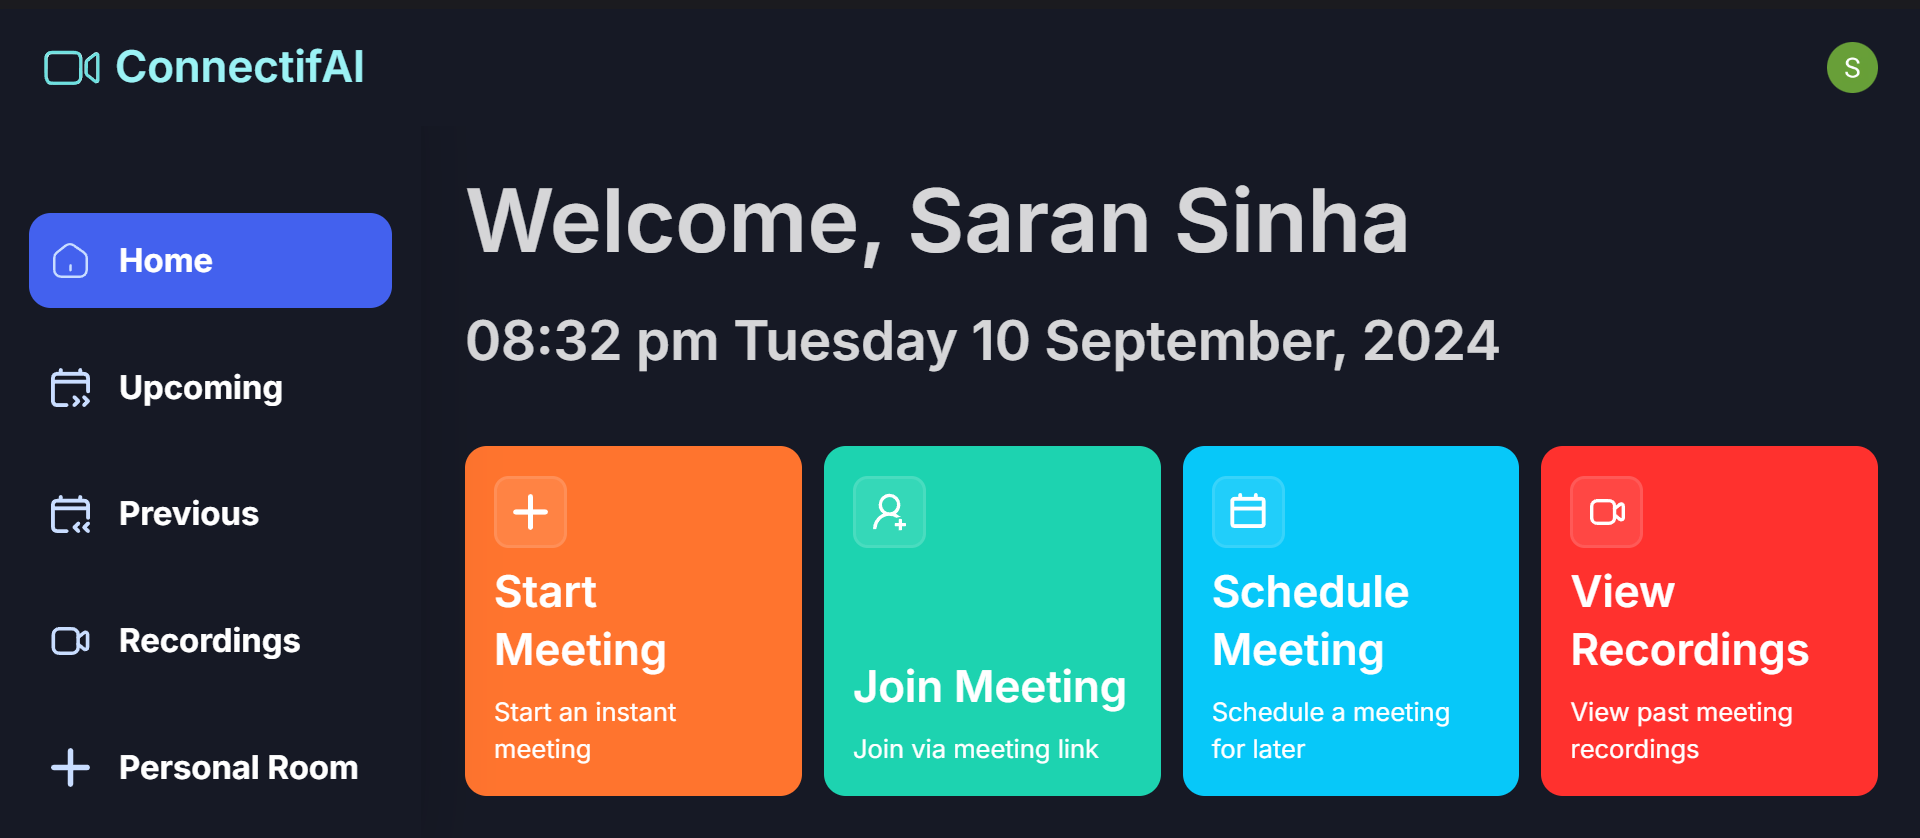 ConnectifAI
S
Home
Upcoming
Previous
Recordings
Personal Room
Welcome, Saran Sinha
08:32 pm Tuesday 10 September, 2024
Start
Meeting
Start an instant
meeting
Join Meeting
Join via meeting link
Schedule
Meeting
Schedule a meeting
for later
View
Recordings
View past meeting
recordings